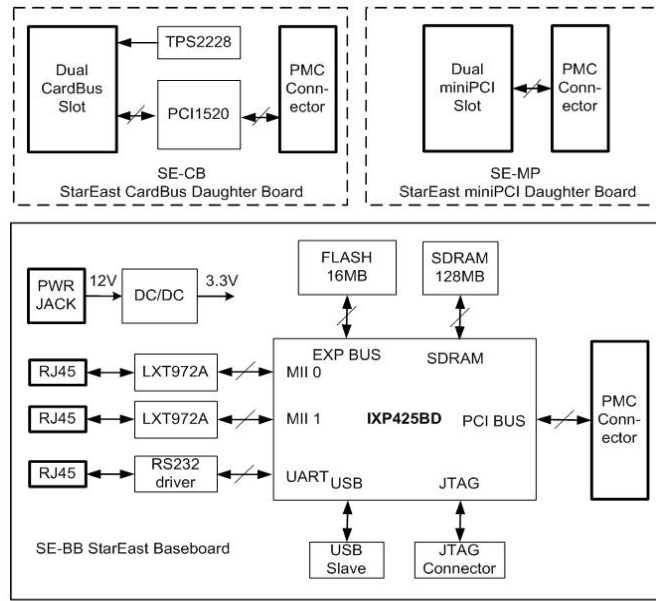 Dual
CardBus
Slot
TPS2228
PCI1520
PMC
Conn-
ector
SE-CB
StarEast CardBus Daughter Board
Dual
miniPCI
Slot
PMC
Conn-
ector
SE-MP
StarEast miniPCI Daughter Board
PWR
JACK
12V
DC/DC
3.3V
FLASH
16MB
SDRAM
128MB
EXP BUS
SDRAM
RJ45
LXT972A
MII 0
RJ45
LXT972A
MII 1
IXP425BD
PCI BUS
PMC
Conn-
ector
RJ45
RS232
driver
UART
USB
JTAG
SE-BB StarEast Baseboard
USB
Slave
JTAG
Connector